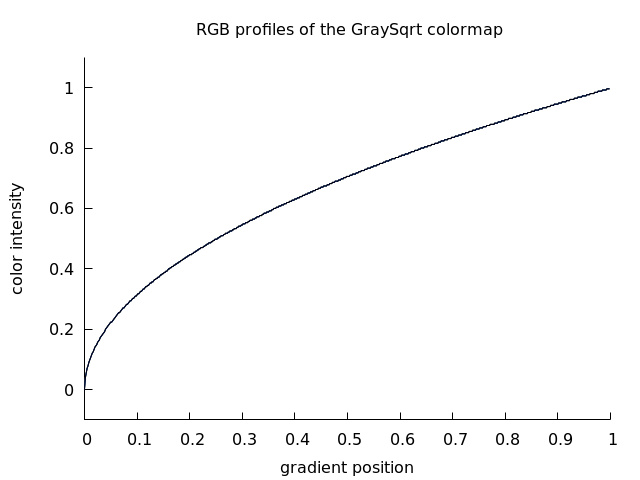 RGB profiles of the GraySqrt colormap
1
0.8
0.6
0.4
0.2
0
color intensity
0 0.1 0.2 0.3 0.4 0.5 0.6 0.7 0.8 0.9 1
gradient position